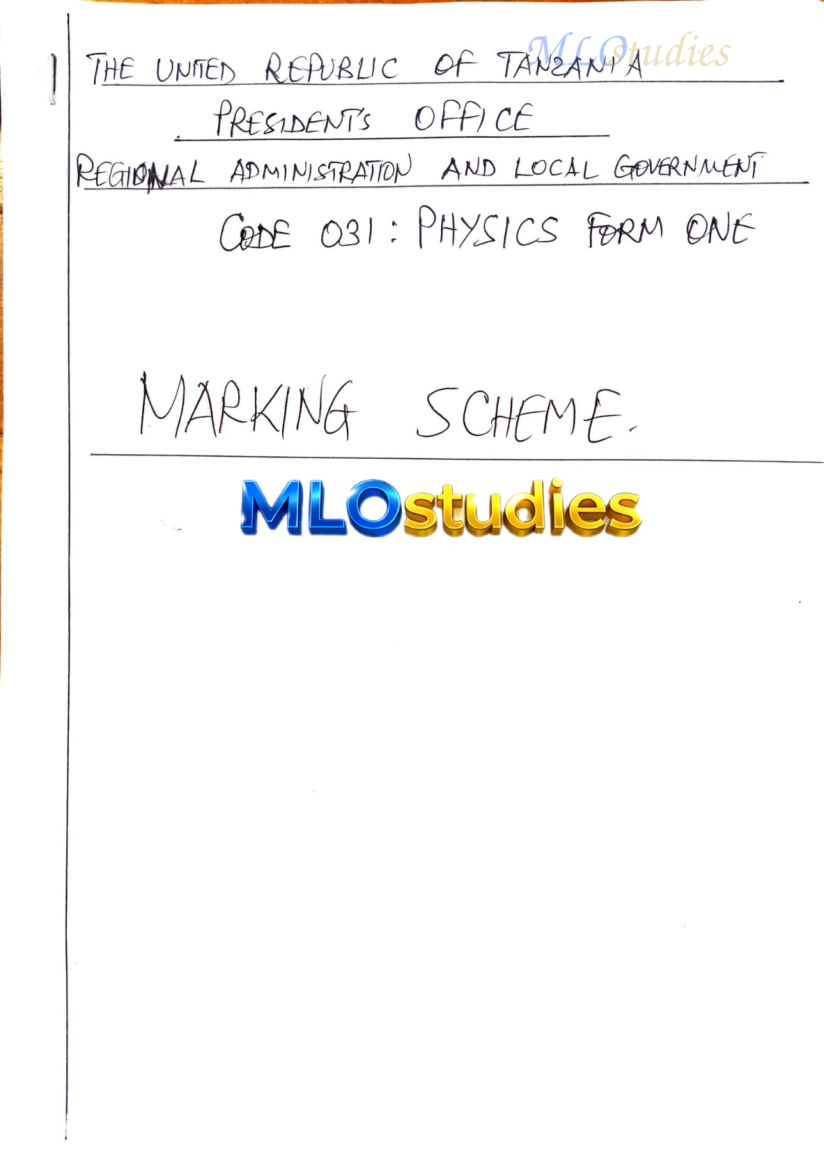 MLOstudies
THE UNITED REPUBLIC OF TANZANIA
PRESIDENT'S OFFICE
REGIONAL ADMINISTRATION AND LOCAL GOVERNMENT
CODE 031: PHYSICS FORM ONE
MARKING SCHEME.
MLOstudies